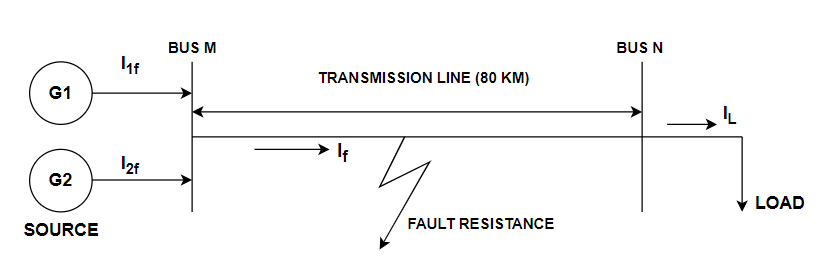 BUS M
BUS N
I1f
TRANSMISSION LINE (80 KM)
G1
IL
If
I2f
G2
LOAD
SOURCE
FAULT RESISTANCE